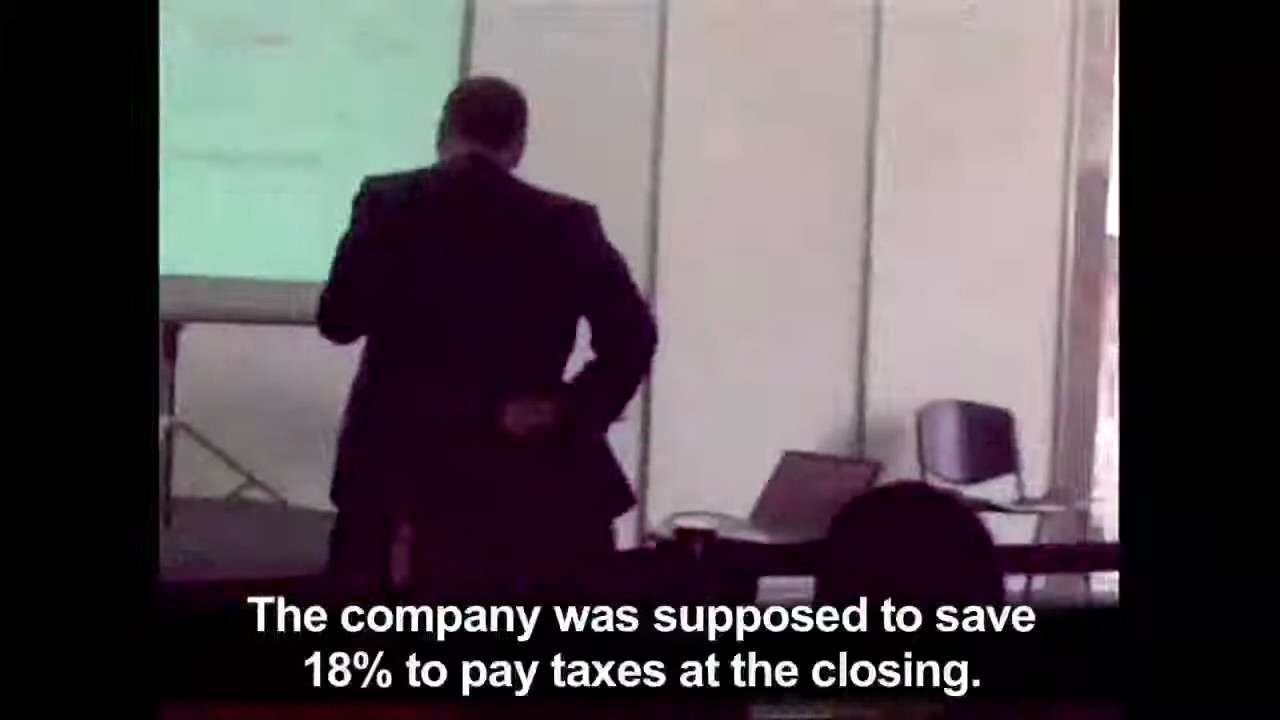 The company was supposed to save
18% to pay taxes at the closing.